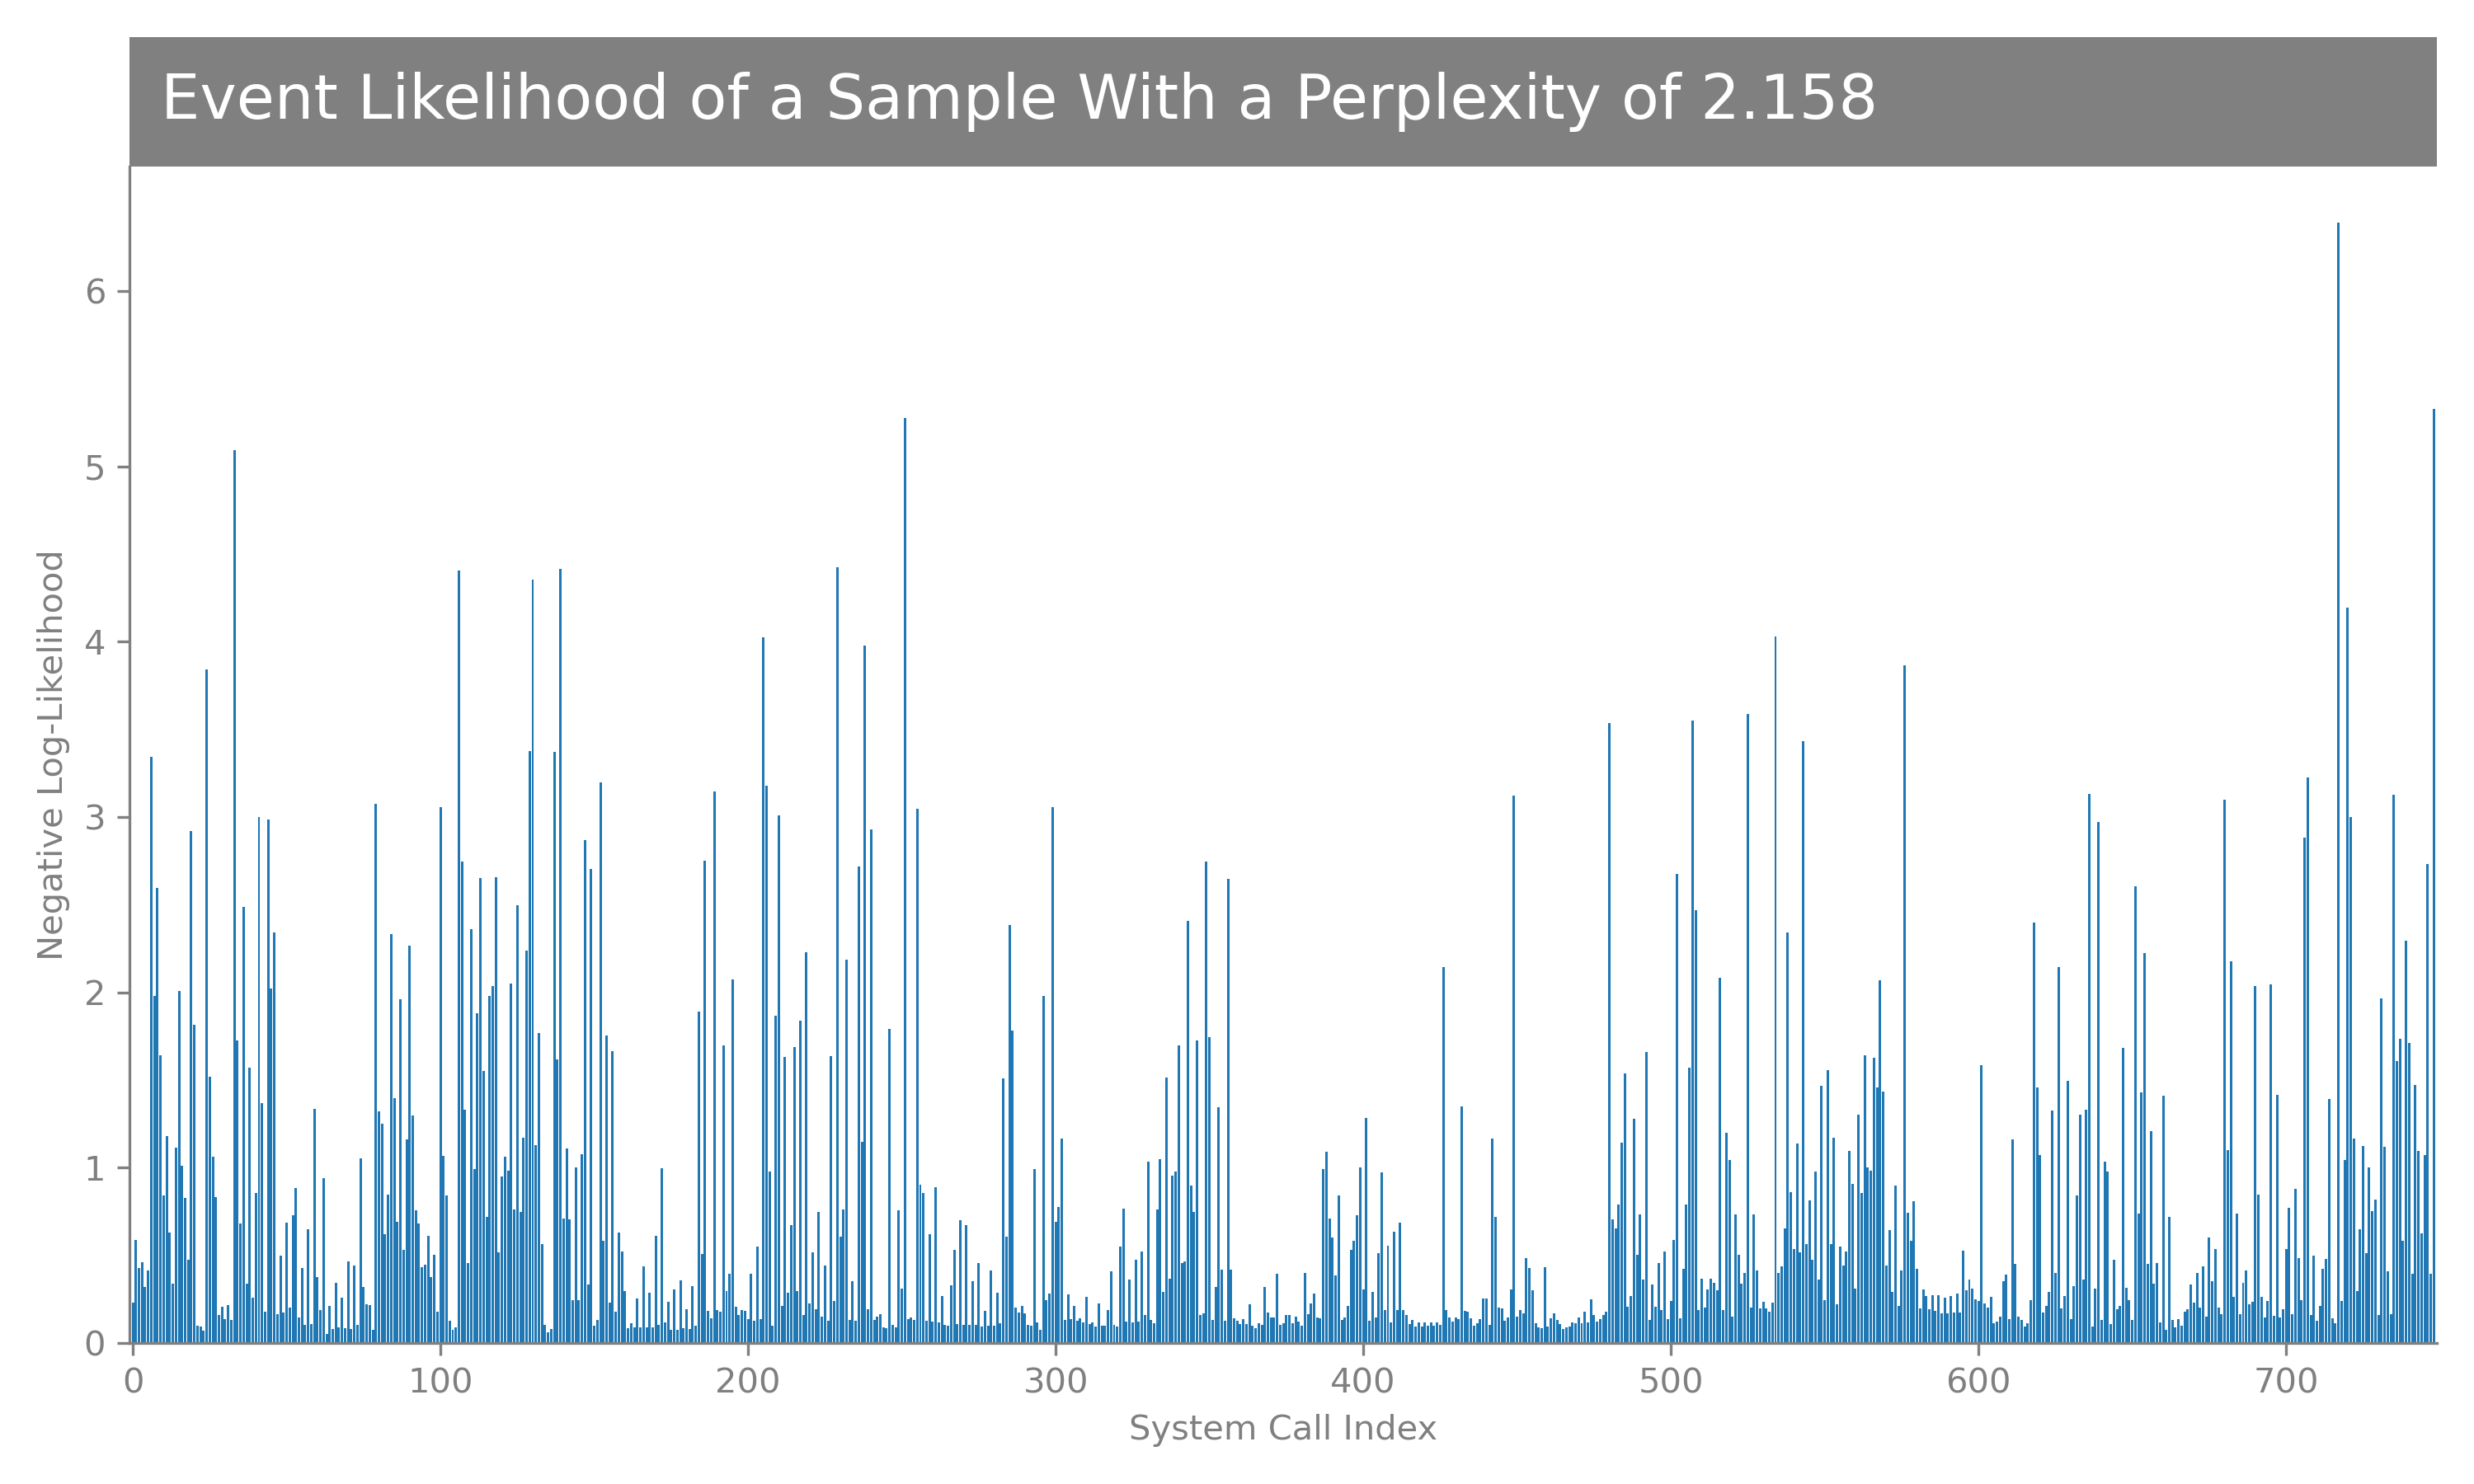 Event Likelihood of a Sample With a Perplexity of 2.158
Negative Log-Likelihood
6
5
4
3
2
1
0
0 100 200 300 400 500 600 700
System Call Index